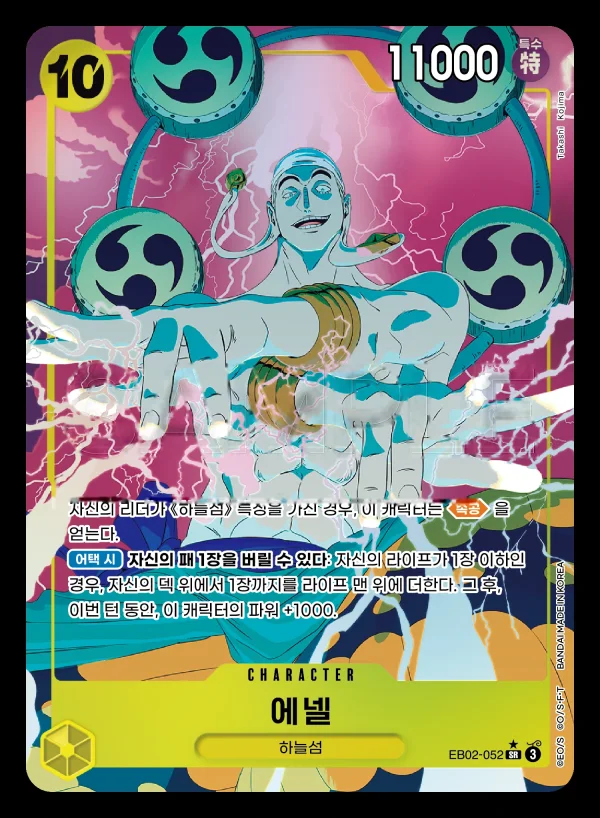 10
11000
특수
特
Takashi Kojima
SAMPLE
자신의 리더가 《하늘섬》 특징을 가진 경우, 이 캐릭터는 속공 을
얻는다.
어택 시 자신의 패 1장을 버릴 수 있다: 자신의 라이프가 1장 이하인
경우, 자신의 덱 위에서 1장까지를 라이프 맨 위에 더한다. 그 후,
이번 턴 동안, 이 캐릭터의 파워 +1000.
©EO/S ©O/S·F·T BANDAI MADE IN KOREA
CHARACTER
에넬
하늘섬
EB02-052 ★ SR 3